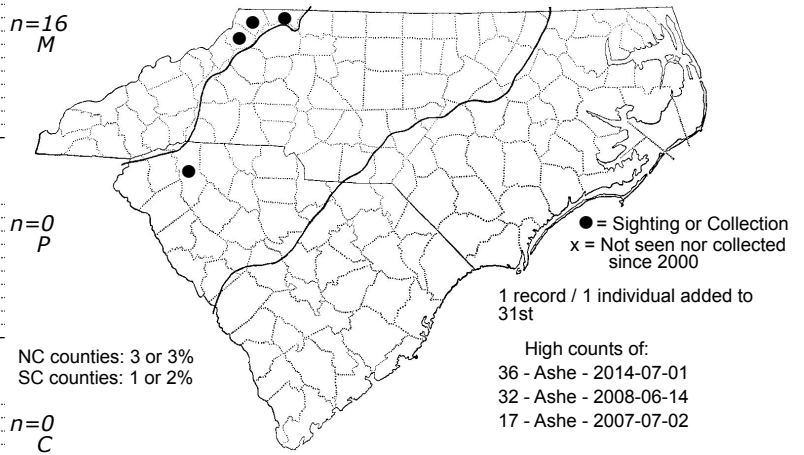 n=16
M
n=0
P
n=0
C
● = Sighting or Collection
x = Not seen nor collected
since 2000
1 record / 1 individual added to
31st
NC counties: 3 or 3%
SC counties: 1 or 2%
High counts of:
36 - Ashe - 2014-07-01
32 - Ashe - 2008-06-14
17 - Ashe - 2007-07-02